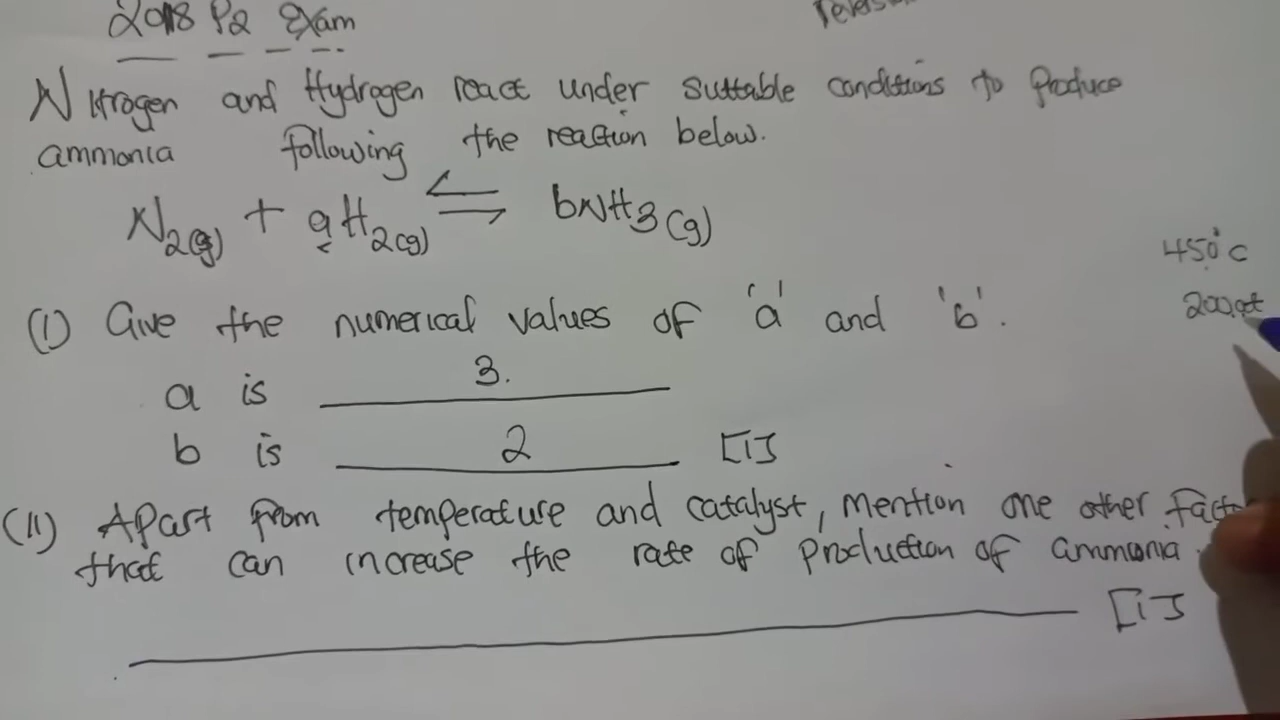 2018 P2 Exam
Nitrogen and Hydrogen react under suitable conditions to produce
ammonia following the reaction below.
N2(g) + aH2(g) ⇌ bNH3(g)
450°c
200at
(I) Give the numerical values of 'a' and 'b'.
a is 3.
b is 2 [1]
(II) Apart from temperature and catalyst, mention one other
that can increase the rate of production of ammonia.
[1]